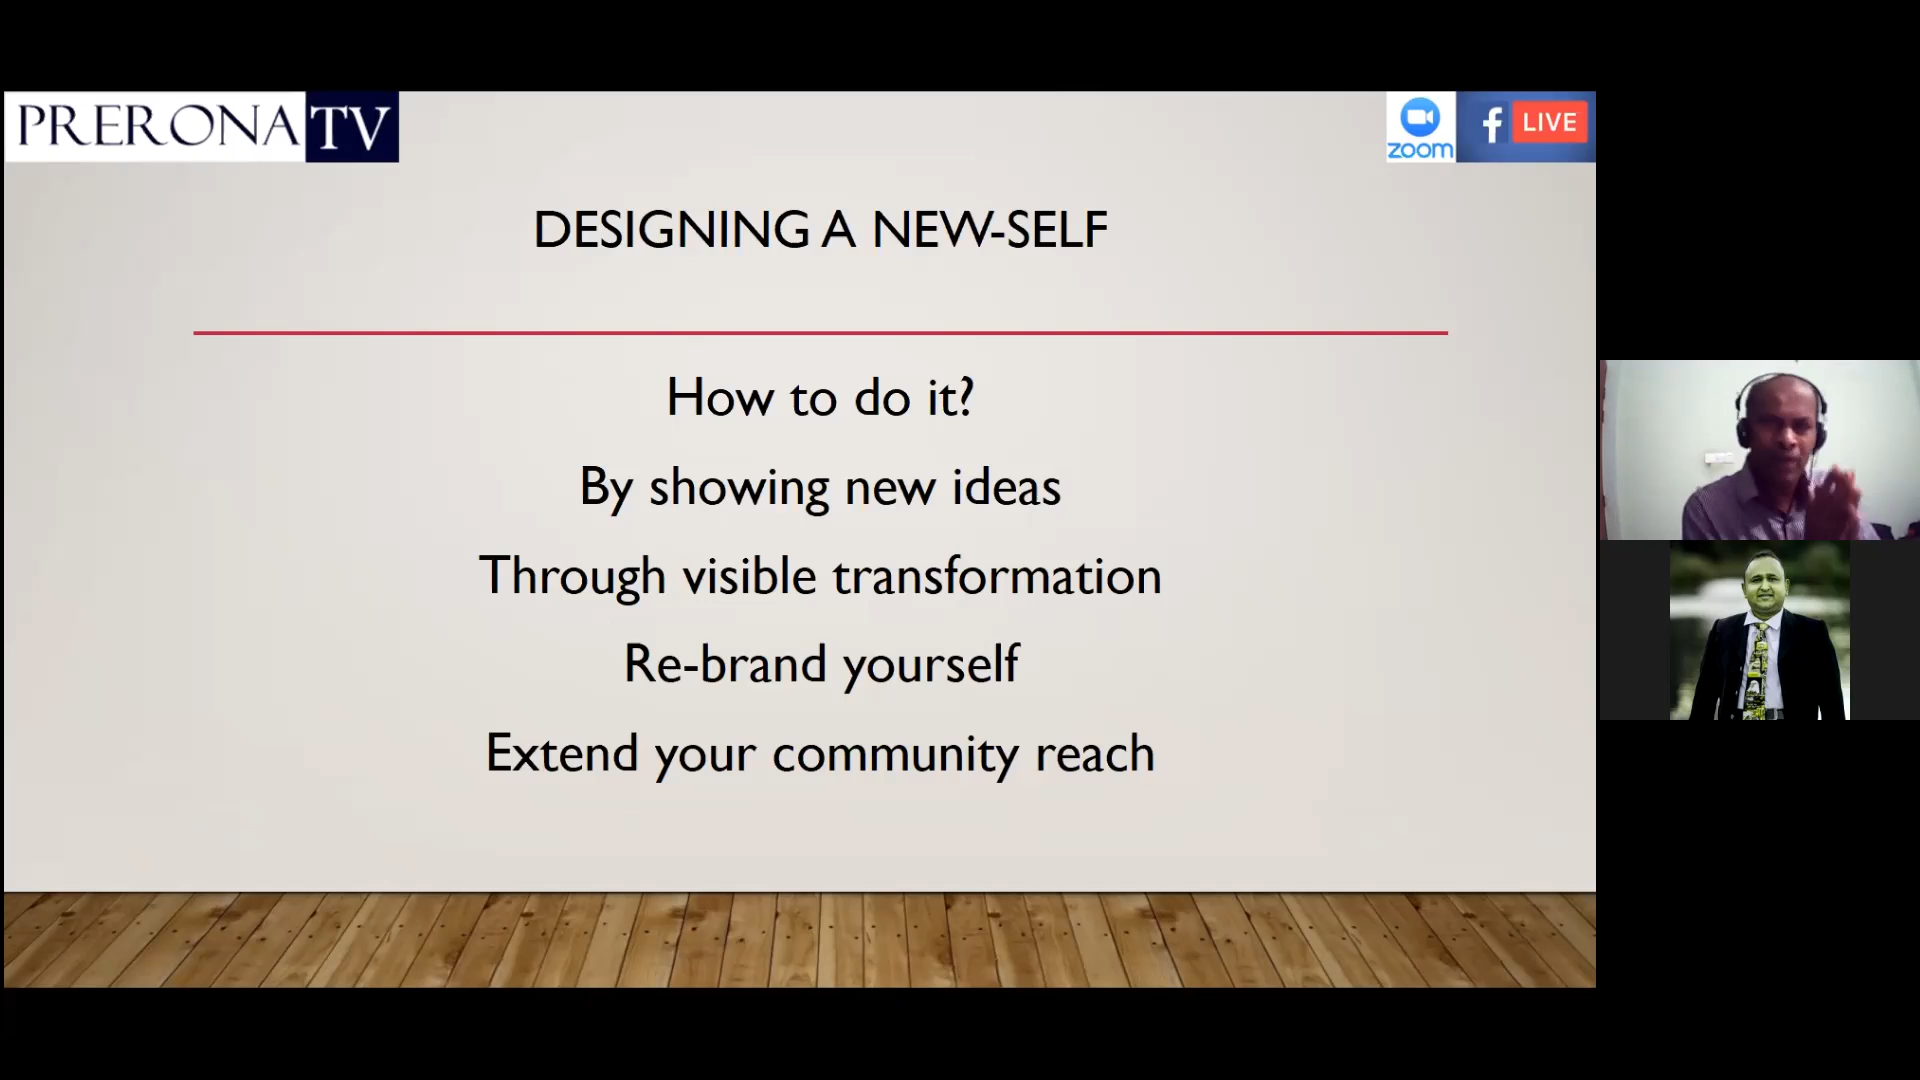 PRERONA TV
zoom
f LIVE
DESIGNING A NEW-SELF
How to do it?
By showing new ideas
Through visible transformation
Re-brand yourself
Extend your community reach